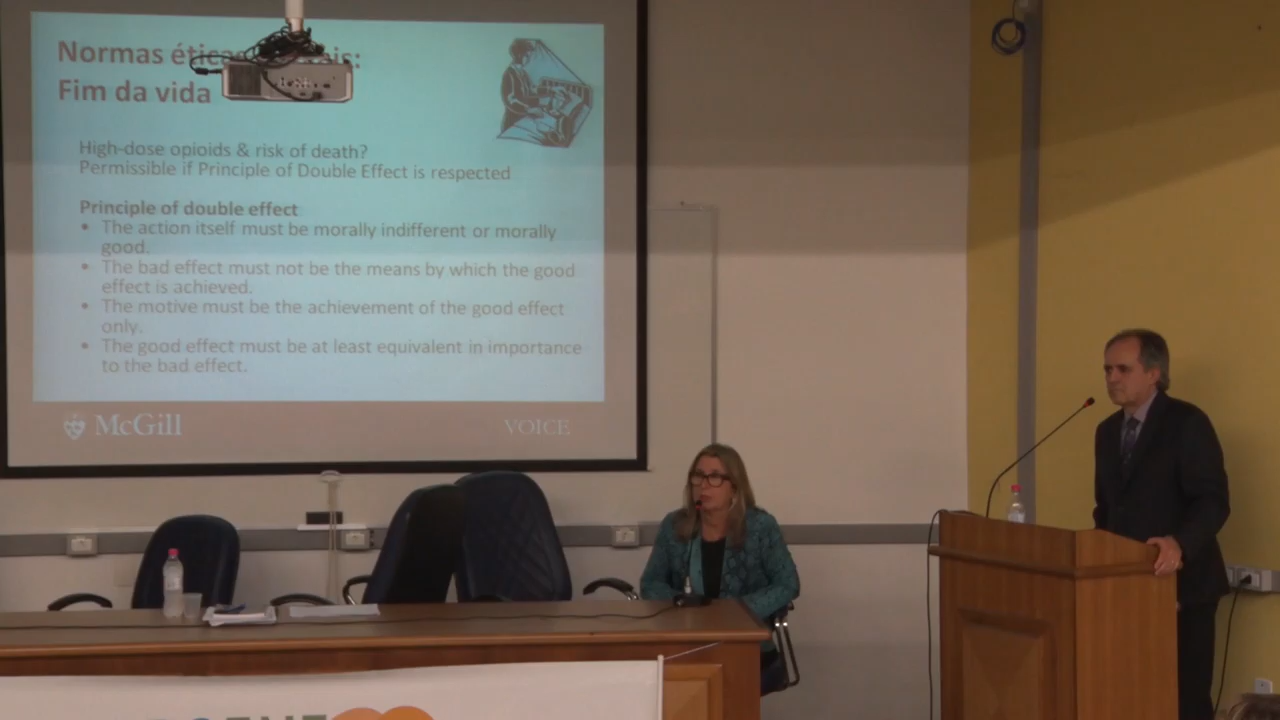 Normas éticas
Fim da vida
High-dose opioids & risk of death?
Permissible if Principle of Double Effect is respected
Principle of double effect
• The action itself must be morally indifferent or morally
good.
• The bad effect must not be the means by which the good
effect is achieved.
• The motive must be the achievement of the good effect
only.
• The good effect must be at least equivalent in importance
to the bad effect.
McGill
VOICE